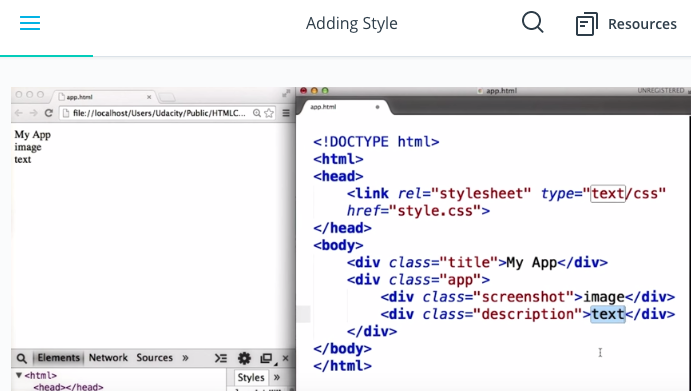 Adding Style
Resources
app.html
file://localhost/Users/Udacity/Public/HTMLC...
My App
image
text
Elements Network Sources »
<html>
<head></head>
Styles »
app.html
UNREGISTERED
app.html
<!DOCTYPE html>
<html>
<head>
<link rel="stylesheet" type="text/css"
href="style.css">
</head>
<body>
<div class="title">My App</div>
<div class="app">
<div class="screenshot">image</div>
<div class="description">text</div>
</div>
</body>
</html>